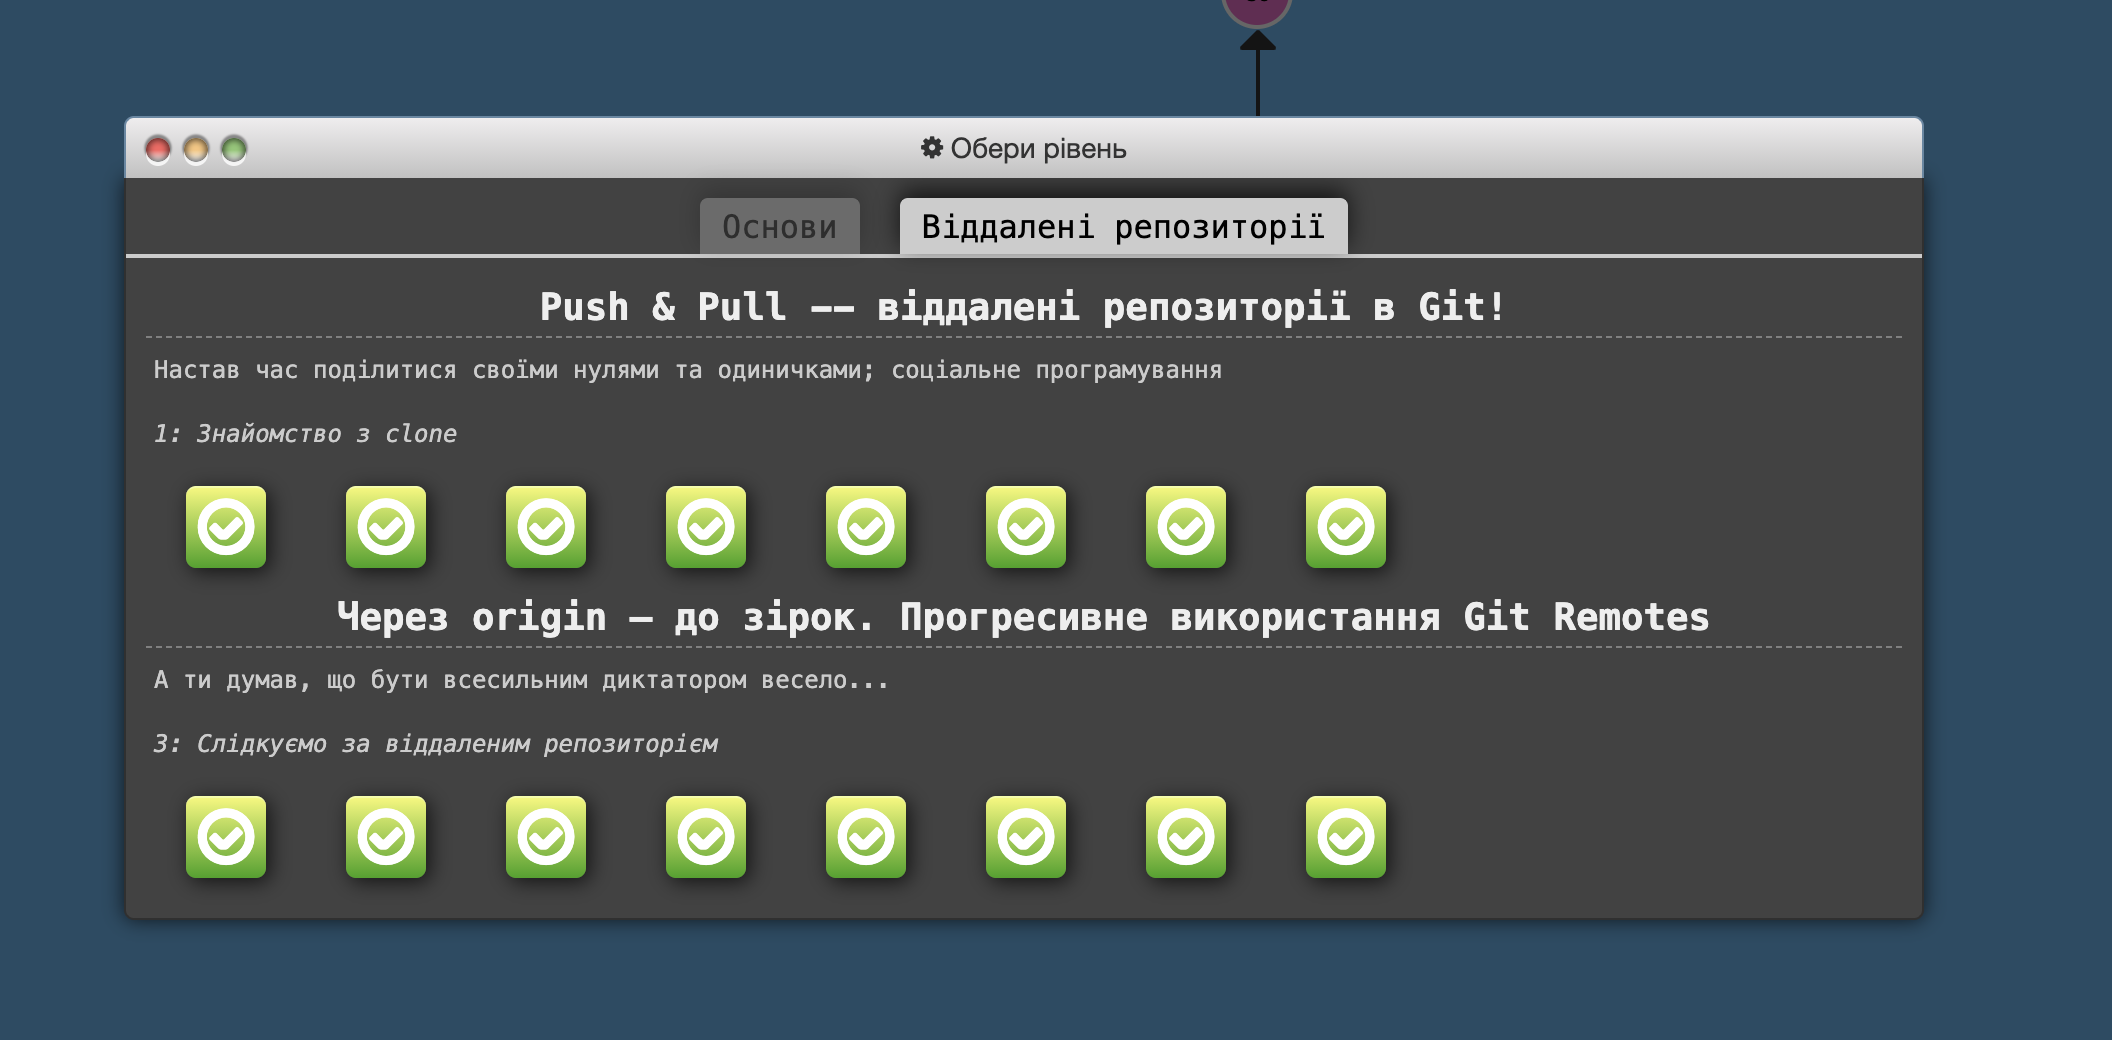 Обери рівень
Основи
Віддалені репозиторії
Push & Pull -- віддалені репозиторії в Git!
Настав час поділитися своїми нулями та одиничками; соціальне програмування
1: Знайомство з clone
Через origin – до зірок. Прогресивне використання Git Remotes
А ти думав, що бути всесильним диктатором весело...
3: Слідкуємо за віддаленим репозиторієм